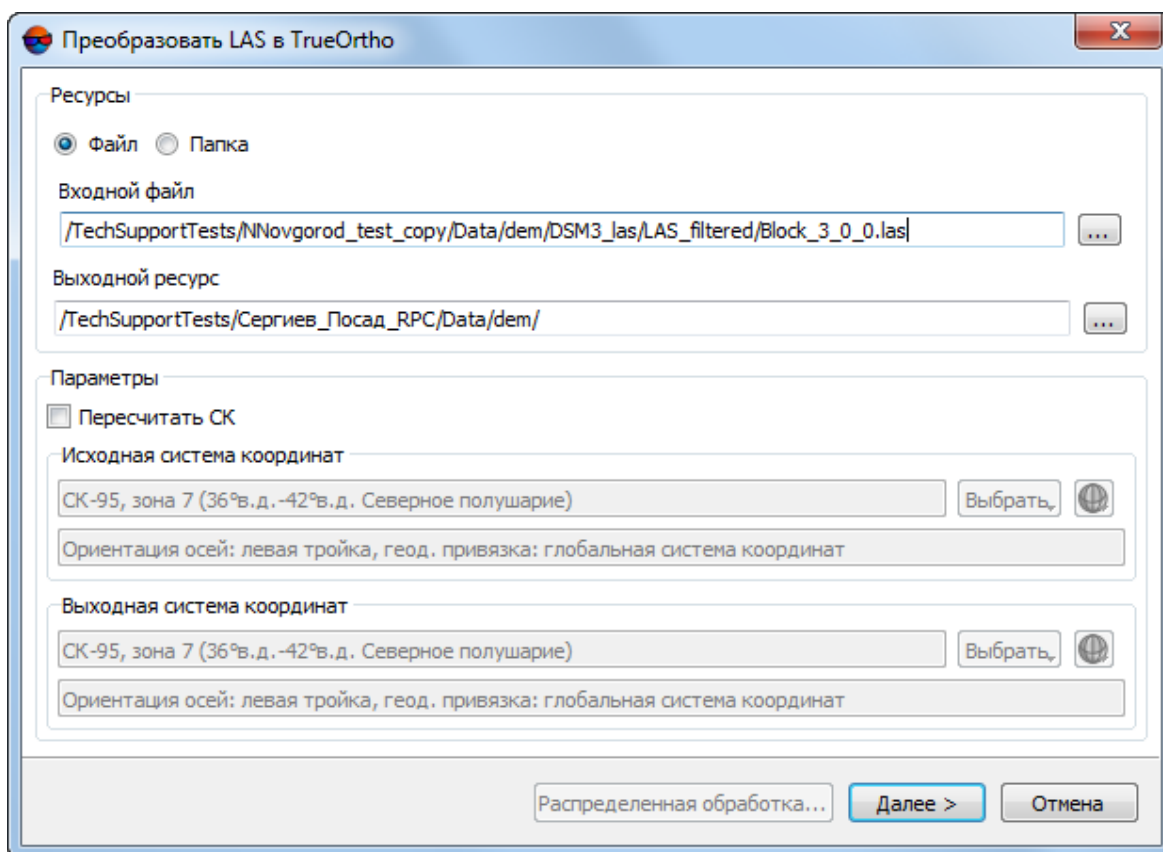 Преобразовать LAS в TrueOrtho
Ресурсы
Файл Папка
Входной файл
/TechSupportTests/NNovgorod_test_copy/Data/dem/DSM3_las/LAS_filtered/Block_3_0_0.las ...
Выходной ресурс
/TechSupportTests/Сергиев_Посад_RPC/Data/dem/ ...
Параметры
Пересчитать СК
Исходная система координат
СК-95, зона 7 (36°в.д.-42°в.д. Северное полушарие) Выбрать
Ориентация осей: левая тройка, геод. привязка: глобальная система координат
Выходная система координат
СК-95, зона 7 (36°в.д.-42°в.д. Северное полушарие) Выбрать
Ориентация осей: левая тройка, геод. привязка: глобальная система координат
Распределенная обработка... Далее > Отмена